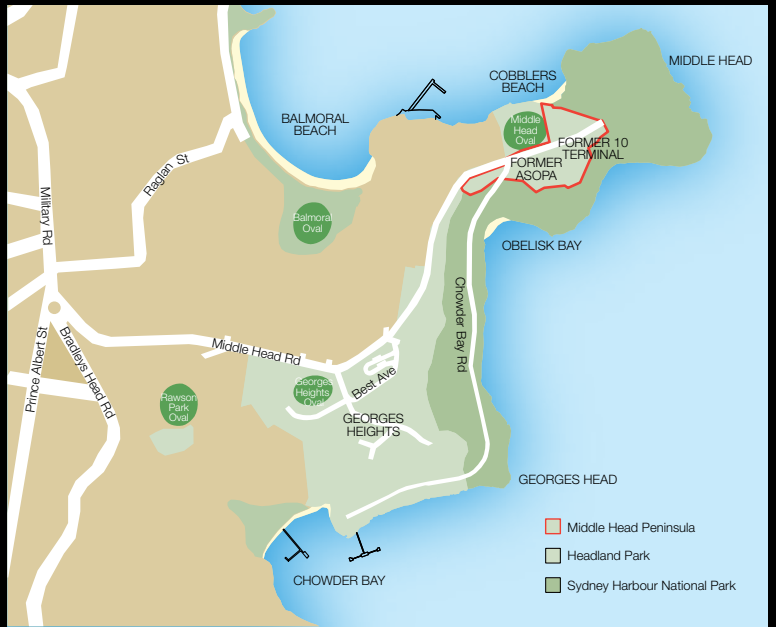 MIDDLE HEAD
COBBLERS
BEACH
BALMORAL
BEACH
Middle
Head
Oval
FORMER 10
TERMINAL
FORMER
ASOPA
Raglan St
Military Rd
Balmoral
Oval
OBELISK BAY
Chowder Bay Rd
Prince Albert St
Bradleys Head Rd
Middle Head Rd
Best Ave
Georges
Heights
Oval
Rawson
Park
Oval
GEORGES
HEIGHTS
GEORGES HEAD
Middle Head Peninsula
Headland Park
Sydney Harbour National Park
CHOWDER BAY